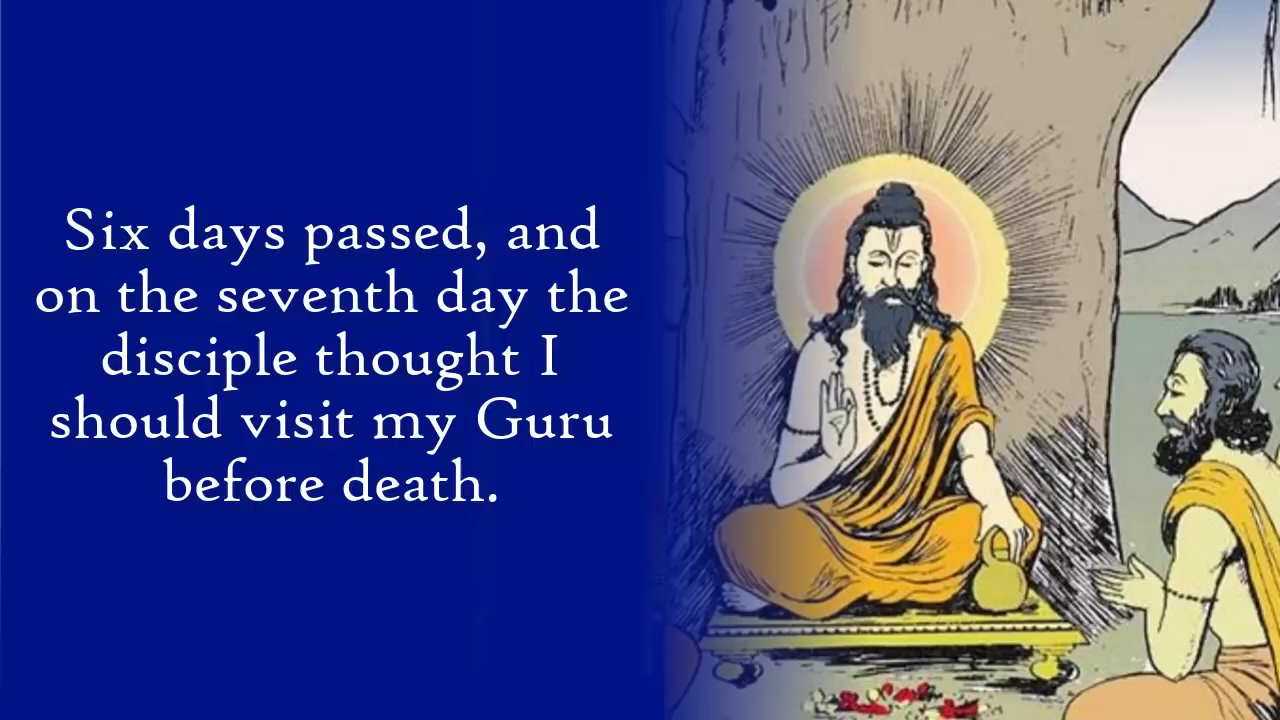 Six days passed, and
on the seventh day the
disciple thought I
should visit my Guru
before death.